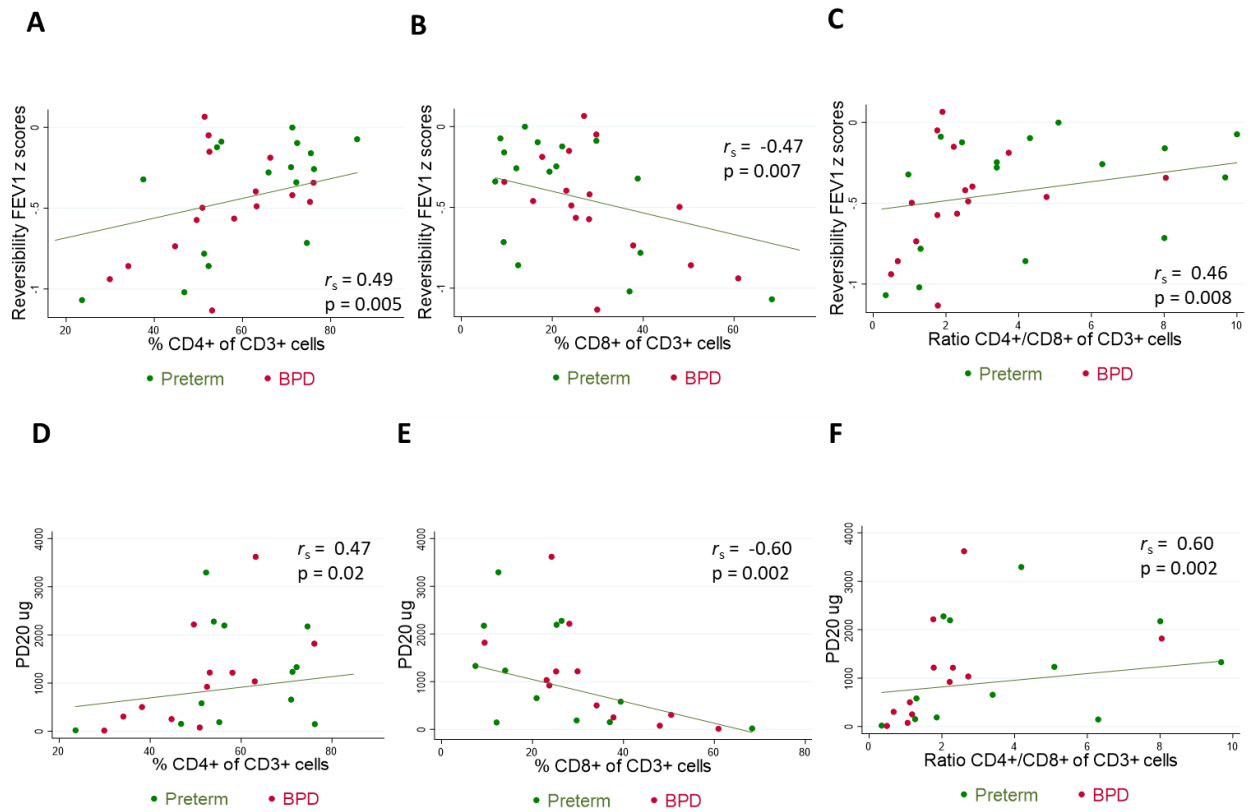 A
Reversibility FEV1 z scores
0
-.5
-1
r_s = 0.49
p = 0.005
20 40 60 80
% CD4+ of CD3+ cells
Preterm BPD
B
Reversibility FEV1 z scores
0
-.5
-1
r_s = -0.47
p = 0.007
0 20 40 60
% CD8+ of CD3+ cells
Preterm BPD
C
Reversibility FEV1 z scores
0
-.5
-1
r_s = 0.46
p = 0.008
0 2 4 6 8 10
Ratio CD4+/CD8+ of CD3+ cells
Preterm BPD
D
PD20 ug
4000
3000
2000
1000
0
r_s = 0.47
p = 0.02
20 40 60 80
% CD4+ of CD3+ cells
Preterm BPD
E
PD20 ug
4000
3000
2000
1000
0
r_s = -0.60
p = 0.002
0 20 40 60 80
% CD8+ of CD3+ cells
Preterm BPD
F
PD20 ug
4000
3000
2000
1000
0
r_s = 0.60
p = 0.002
0 2 4 6 8 10
Ratio CD4+/CD8+ of CD3+ cells
Preterm BPD